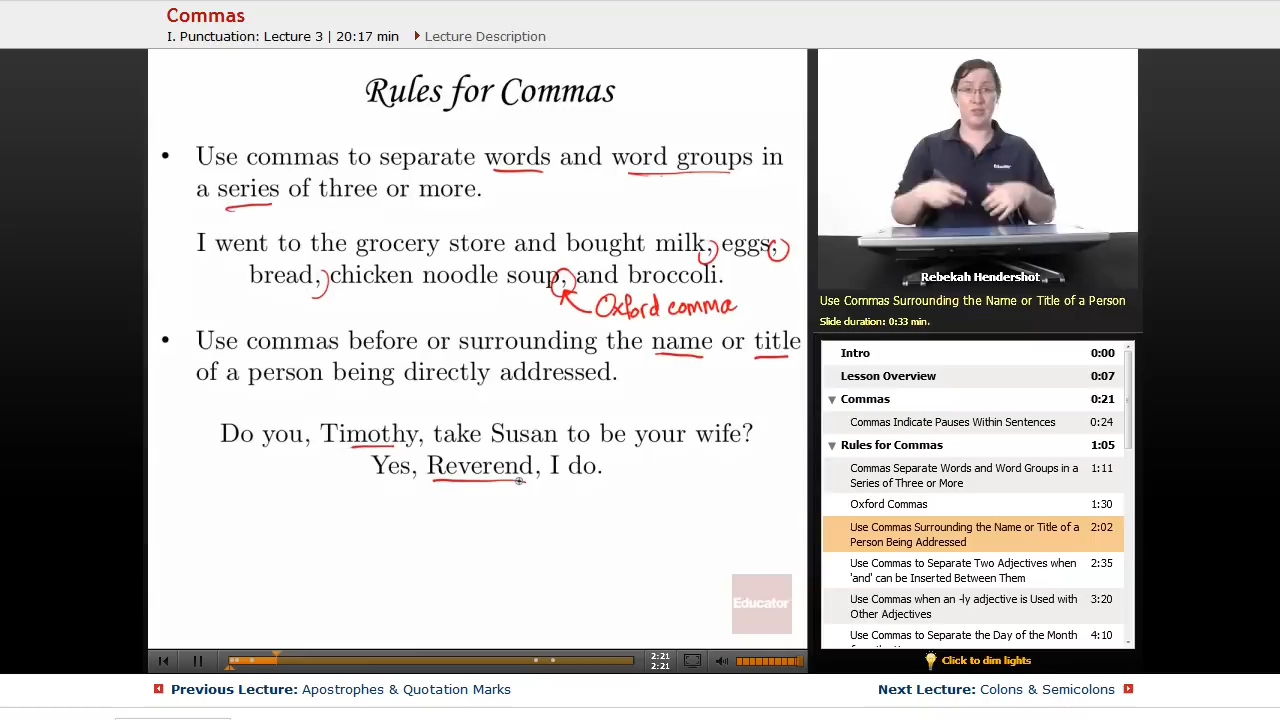 Commas
I. Punctuation: Lecture 3 | 20:17 min
Lecture Description
Rules for Commas
• Use commas to separate words and word groups in
a series of three or more.
I went to the grocery store and bought milk, eggs,
bread, chicken noodle soup, and broccoli.
Oxford comma
• Use commas before or surrounding the name or title
of a person being directly addressed.
Do you, Timothy, take Susan to be your wife?
Yes, Reverend, I do.
Educator
Educator
Rebekah Hendershot
Use Commas Surrounding the Name or Title of a Person
Slide duration: 0:33 min.
Intro 0:00
Lesson Overview 0:07
Commas 0:21
Commas Indicate Pauses Within Sentences 0:24
Rules for Commas 1:05
Commas Separate Words and Word Groups in a 1:11
Series of Three or More
Oxford Commas 1:30
Use Commas Surrounding the Name or Title of a 2:02
Person Being Addressed
Use Commas to Separate Two Adjectives when 2:35
'and' can be Inserted Between Them
Use Commas when an -ly adjective is Used with 3:20
Other Adjectives
Use Commas to Separate the Day of the Month 4:10
2:21
2:21
Click to dim lights
Previous Lecture: Apostrophes & Quotation Marks
Next Lecture: Colons & Semicolons